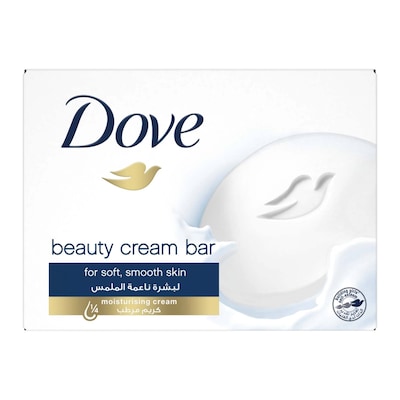 Dove
beauty cream bar
for soft, smooth skin
لبشرة ناعمة الملمس
1/4
moisturising cream
كريم مرطب